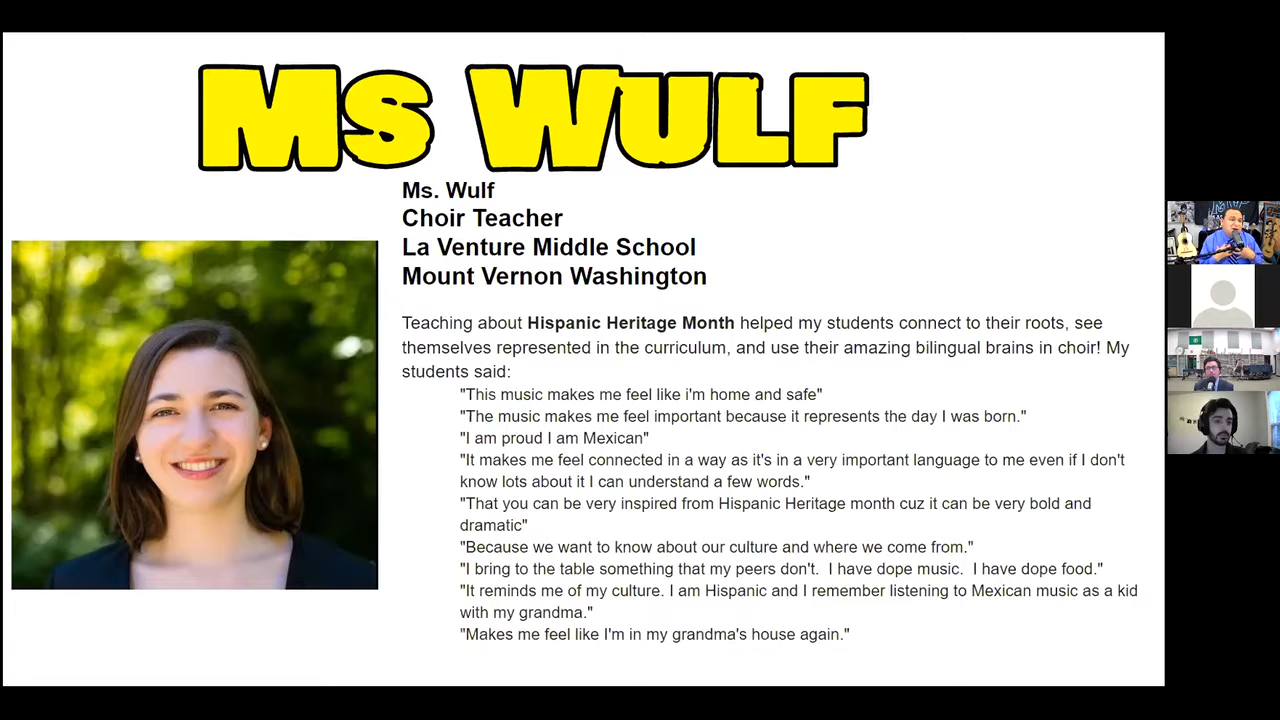 Ms Wulf
Ms. Wulf
Choir Teacher
La Venture Middle School
Mount Vernon Washington
Teaching about Hispanic Heritage Month helped my students connect to their roots, see
themselves represented in the curriculum, and use their amazing bilingual brains in choir! My
students said:
"This music makes me feel like i'm home and safe"
"The music makes me feel important because it represents the day I was born."
"I am proud I am Mexican"
"It makes me feel connected in a way as it's in a very important language to me even if I don't
know lots about it I can understand a few words."
"That you can be very inspired from Hispanic Heritage month cuz it can be very bold and
dramatic"
"Because we want to know about our culture and where we come from."
"I bring to the table something that my peers don't.  I have dope music.  I have dope food."
"It reminds me of my culture. I am Hispanic and I remember listening to Mexican music as a kid
with my grandma."
"Makes me feel like I'm in my grandma's house again."